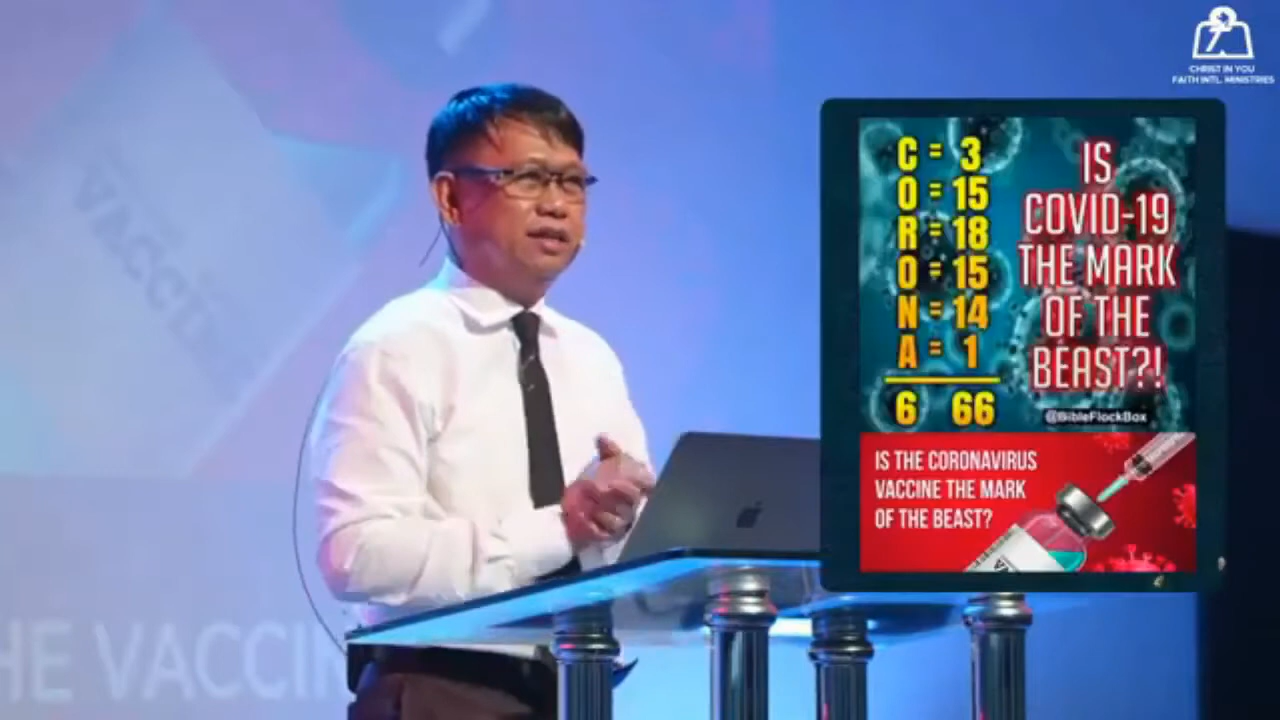 CHRIST IN YOU
FAITH INTL. MINISTRIES
C = 3
O = 15
R = 18
O = 15
N = 14
A = 1
6 66
IS
COVID-19
THE MARK
OF THE
BEAST?!
@BibleFlockBox
IS THE CORONAVIRUS
VACCINE THE MARK
OF THE BEAST?
VACCIN
HE VACCIN